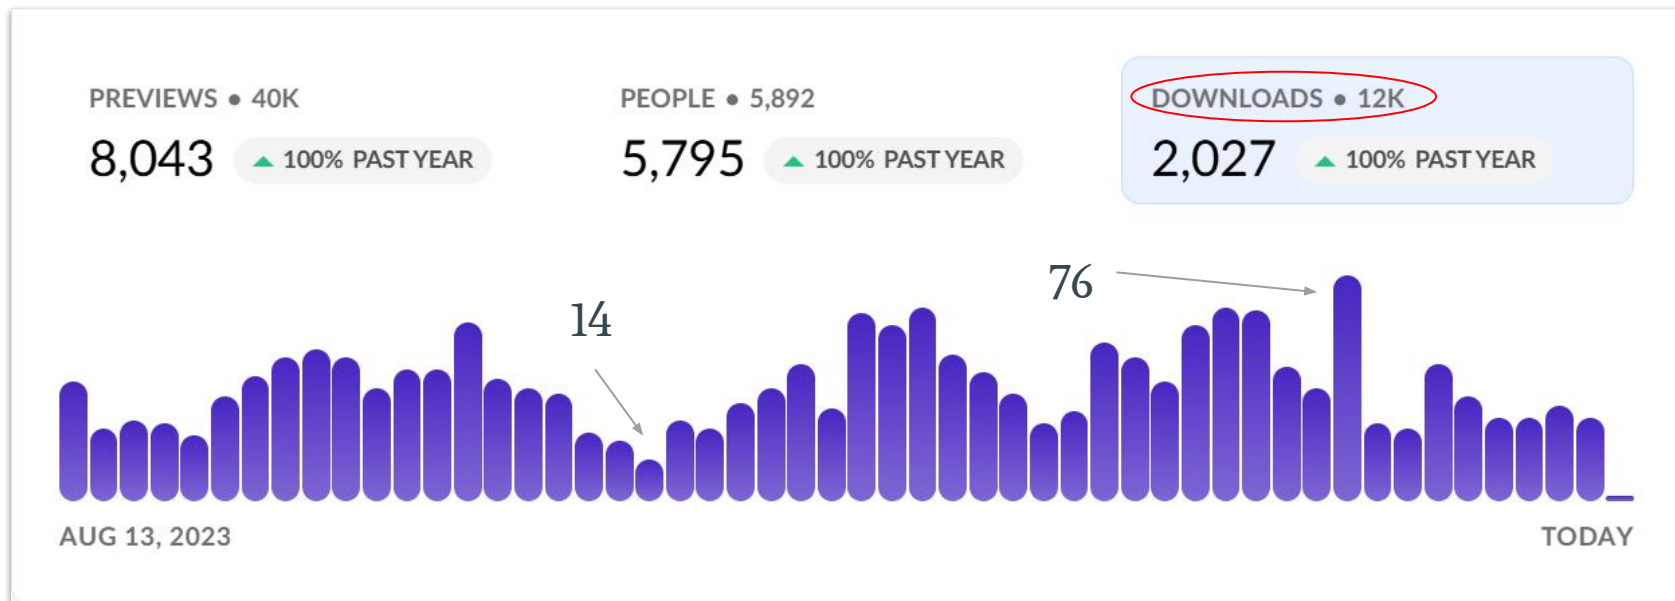 PREVIEWS • 40K
8,043 100% PAST YEAR
PEOPLE • 5,892
5,795 100% PAST YEAR
DOWNLOADS • 12K
2,027 100% PAST YEAR
14
76
AUG 13, 2023
TODAY